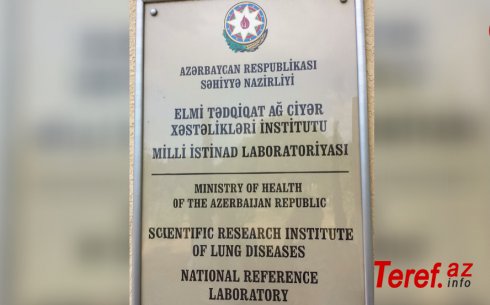 AZƏRBAYCAN RESPUBLİKASI
SƏHİYYƏ NAZİRLİYİ
ELMİ TƏDQİQAT AĞ CİYƏR
XƏSTƏLİKLƏRİ İNSTİTUTU
MİLLİ İSTİNAD LABORATORİYASI
MINISTRY OF HEALTH
OF THE AZERBAIJAN REPUBLIC
SCIENTIFIC RESEARCH INSTITUTE
OF LUNG DISEASES
NATIONAL REFERENCE
LABORATORY
Teref.az
info